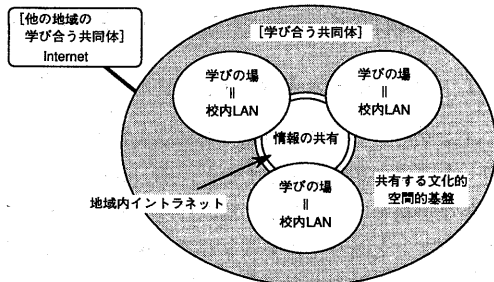 [他の地域の
学び合う共同体]
Internet
[学び合う共同体]
学びの場
||
校内LAN
学びの場
||
校内LAN
情報の共有
学びの場
||
校内LAN
地域内イントラネット
共有する文化的
空間的基盤